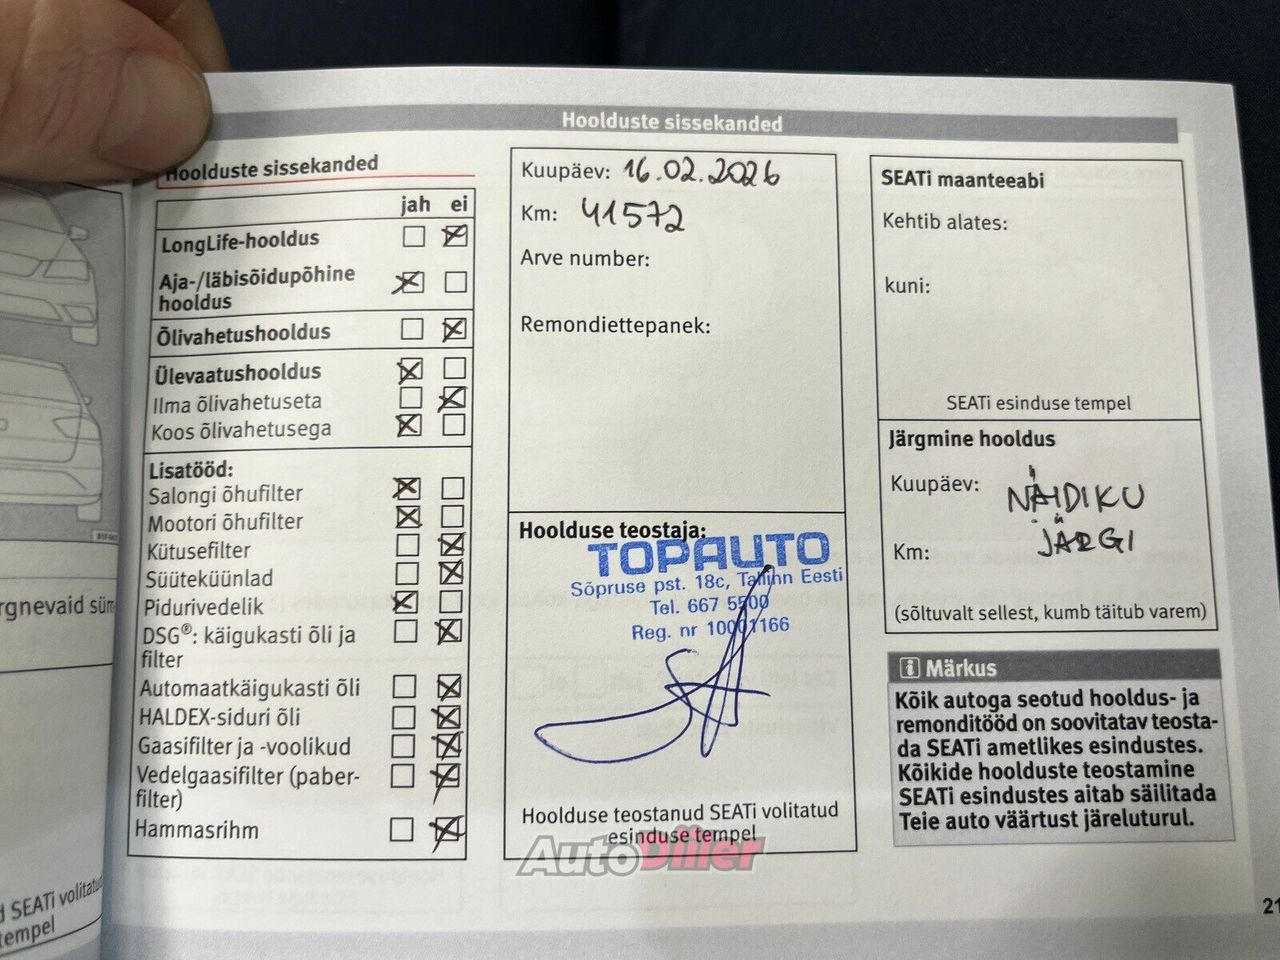 Hoolduste sissekanded
Hoolduste sissekanded
jah ei
LongLife-hooldus
Aja-/läbisõidupõhine
hooldus
Õlivahetushooldus
Ülevaatushooldus
Ilma õlivahetuseta
Koos õlivahetusega
Lisatööd:
Salongi õhufilter
Mootori õhufilter
Kütusefilter
Süüteküünlad
Pidurivedelik
DSG®: käigukasti õli ja
filter
Automaatkäigukasti õli
HALDEX-siduri õli
Gaasifilter ja -voolikud
Vedelgaasifilter (paber-
filter)
Hammasrihm
Kuupäev: 16.02.2026
Km: 41572
Arve number:
Remondiettepanek:
Hoolduse teostaja:
TOPAUTO
Sõpruse pst. 18c, Tallinn Eesti
Tel. 667 5500
Reg. nr 10001166
Hoolduse teostanud SEATi volitatud
esinduse tempel
AutoDiiler
SEATi maanteeabi
Kehtib alates:
kuni:
SEATi esinduse tempel
Järgmine hooldus
Kuupäev: NÄIDIKU
JÄRGI
Km:
(sõltuvalt sellest, kumb täitub varem)
Märkus
Kõik autoga seotud hooldus- ja
remonditööd on soovitatav teosta-
da SEATi ametlikes esindustes.
Kõikide hoolduste teostamine
SEATi esindustes aitab säilitada
Teie auto väärtust järeluturul.
21
SEATi volitatud
tempel